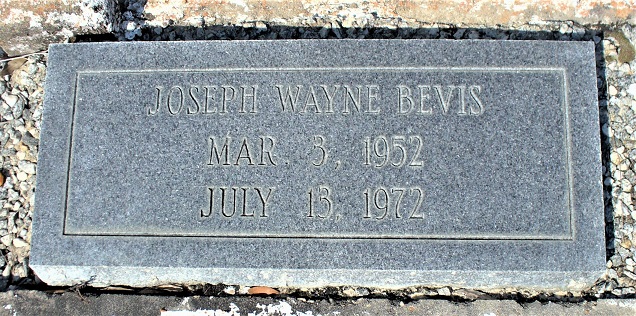 JOSEPH WAYNE BEVIS
MAR. 3, 1952
JULY 13, 1972